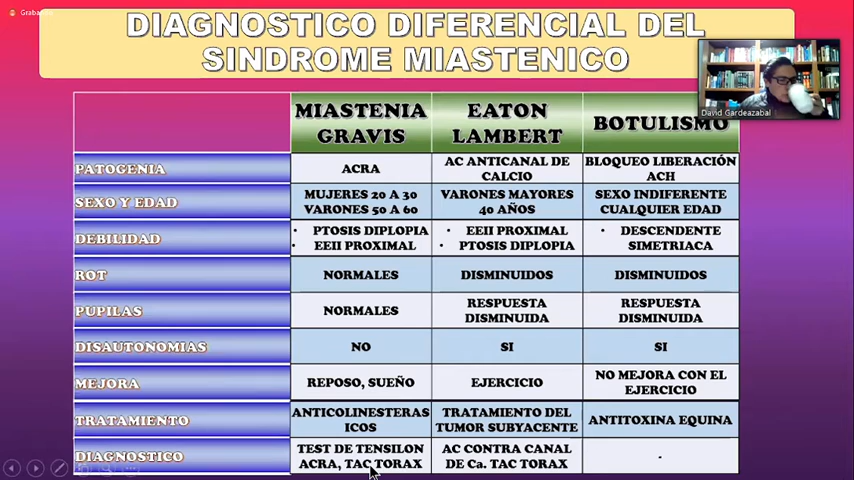 Graba
DIAGNOSTICO DIFERENCIAL DEL
SINDROME MIASTENICO
David Gardeazabal
MIASTENIA
GRAVIS
EATON
LAMBERT
BOTULISMO
PATOGENIA
ACRA
AC ANTICANAL DE
CALCIO
BLOQUEO LIBERACIÓN
ACH
SEXO Y EDAD
MUJERES 20 A 30
VARONES 50 A 60
VARONES MAYORES
40 AÑOS
SEXO INDIFERENTE
CUALQUIER EDAD
DEBILIDAD
• PTOSIS DIPLOPIA
• EEII PROXIMAL
• EEII PROXIMAL
• PTOSIS DIPLOPIA
• DESCENDENTE
SIMETRIACA
ROT
NORMALES
DISMINUIDOS
DISMINUIDOS
PUPILAS
NORMALES
RESPUESTA
DISMINUIDA
RESPUESTA
DISMINUIDA
DISAUTONOMIAS
NO
SI
SI
MEJORA
REPOSO, SUEÑO
EJERCICIO
NO MEJORA CON EL
EJERCICIO
TRATAMIENTO
ANTICOLINESTERAS
ICOS
TRATAMIENTO DEL
TUMOR SUBYACENTE
ANTITOXINA EQUINA
DIAGNOSTICO
TEST DE TENSILON
ACRA, TAC TORAX
AC CONTRA CANAL
DE Ca. TAC TORAX
.